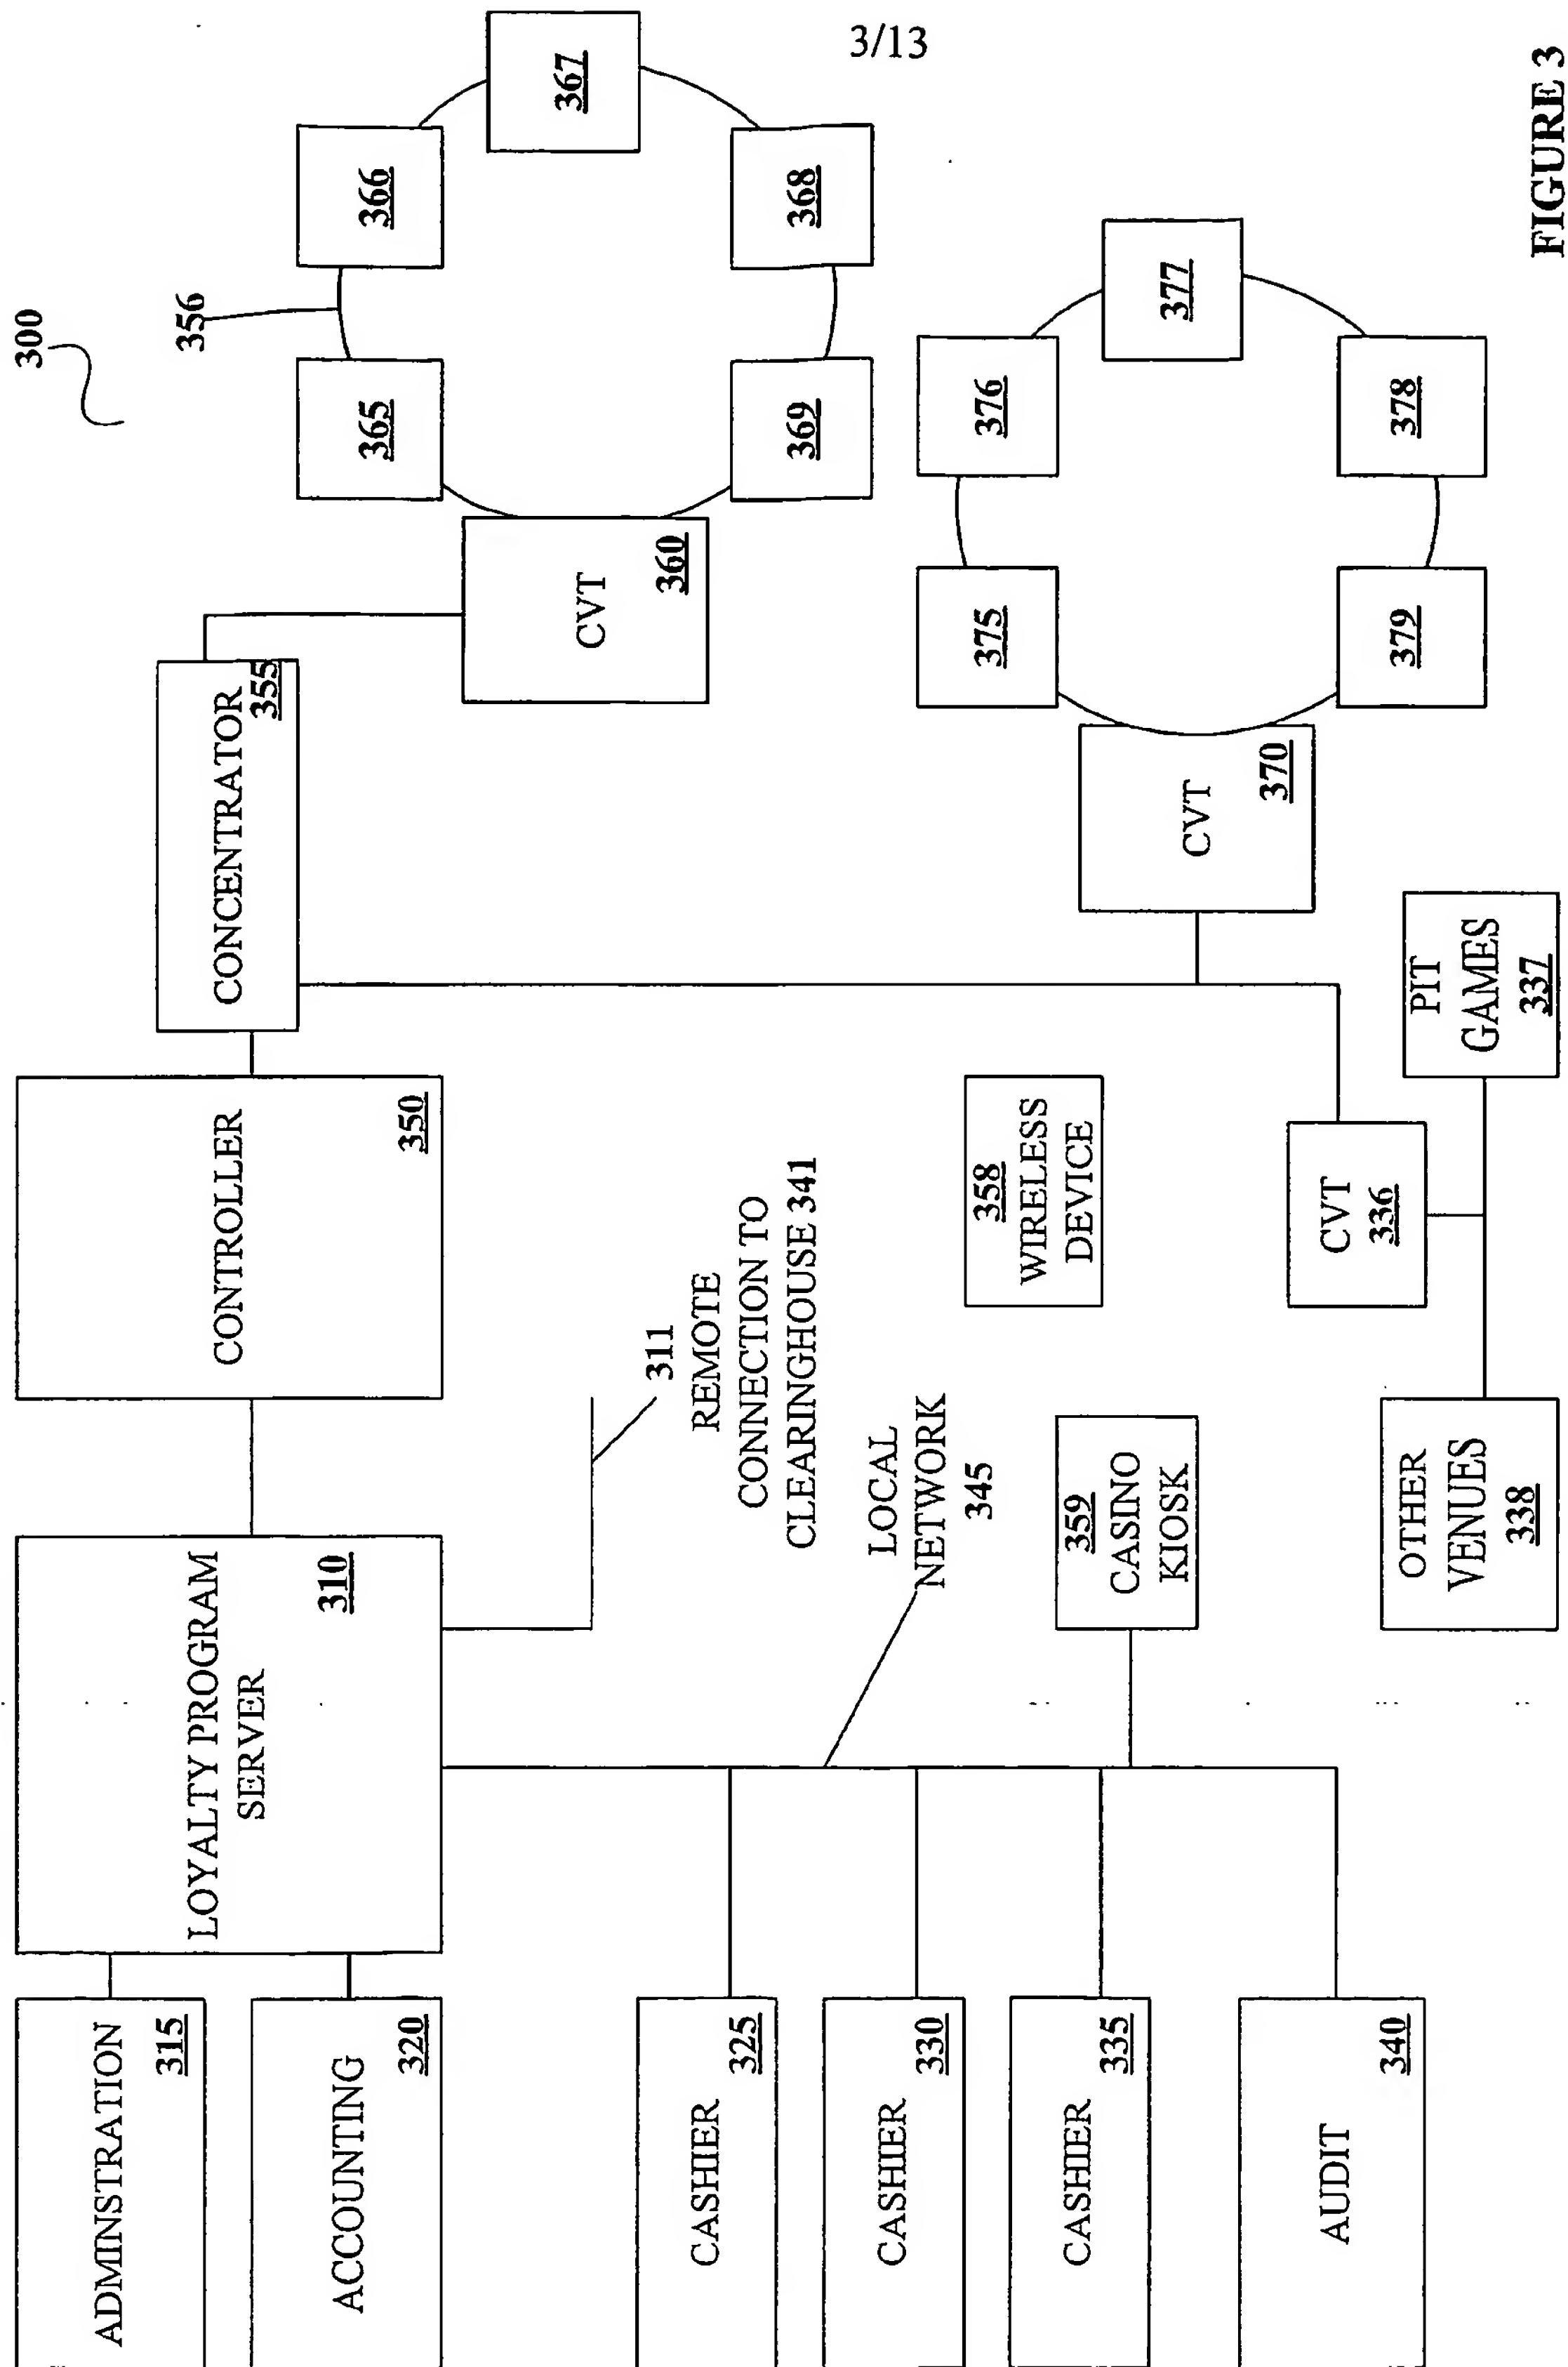 3/13
300
ADMINSTRATION
315
ACCOUNTING
320
LOYALTY PROGRAM
SERVER
310
CONTROLLER
350
CONCENTRATOR
355
356
365
366
367
368
369
CVT
360
311
REMOTE
CONNECTION TO
CLEARINGHOUSE 341
LOCAL
NETWORK
345
CASHIER
325
CASHIER
330
CASHIER
335
AUDIT
340
359
CASINO
KIOSK
358
WIRELESS
DEVICE
CVT
370
375
376
377
378
379
CVT
336
PIT
GAMES
337
OTHER
VENUES
338
FIGURE 3